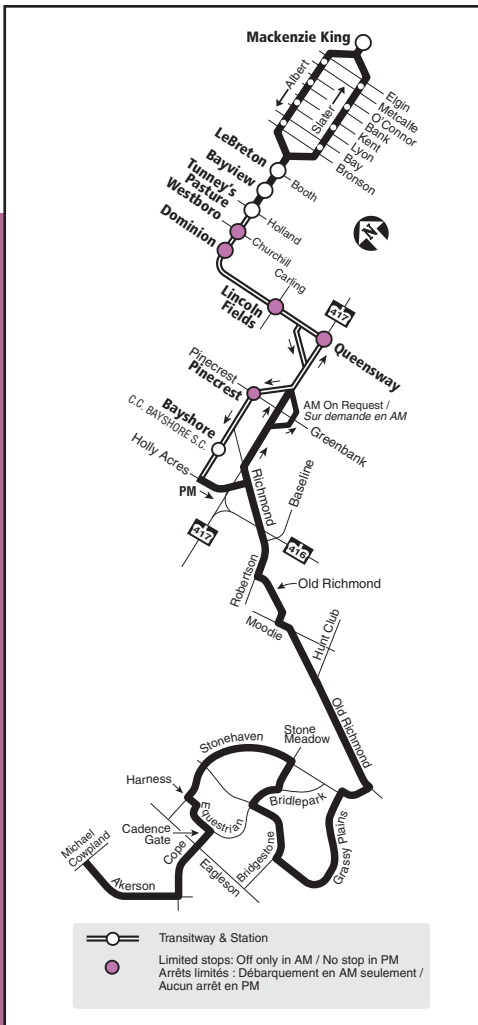 Mackenzie King
Albert
Slater
Elgin
Metcalfe
O'Connor
Bank
Kent
Lyon
Bay
Bronson
LeBreton
Booth
Bayview
Tunney's
Pasture
Holland
Westboro
Churchill
Dominion
N
Carling
Lincoln
Fields
417
Queensway
Pinecrest
Pinecrest
AM On Request /
Sur demande en AM
Greenbank
Bayshore
C.C. BAYSHORE S.C.
Holly Acres
PM
Richmond
Baseline
417
416
Robertson
Old Richmond
Moodie
Hunt Club
Old Richmond
Stone
Meadow
Stonehaven
Harness
Bridlepark
Equestrian
Grassy Plains
Cadence
Gate
Michael
Cowpland
Cope
Eagleson
Bridgestone
Akerson
Transitway & Station
Limited stops: Off only in AM / No stop in PM
Arrêts limités : Débarquement en AM seulement /
Aucun arrêt en PM